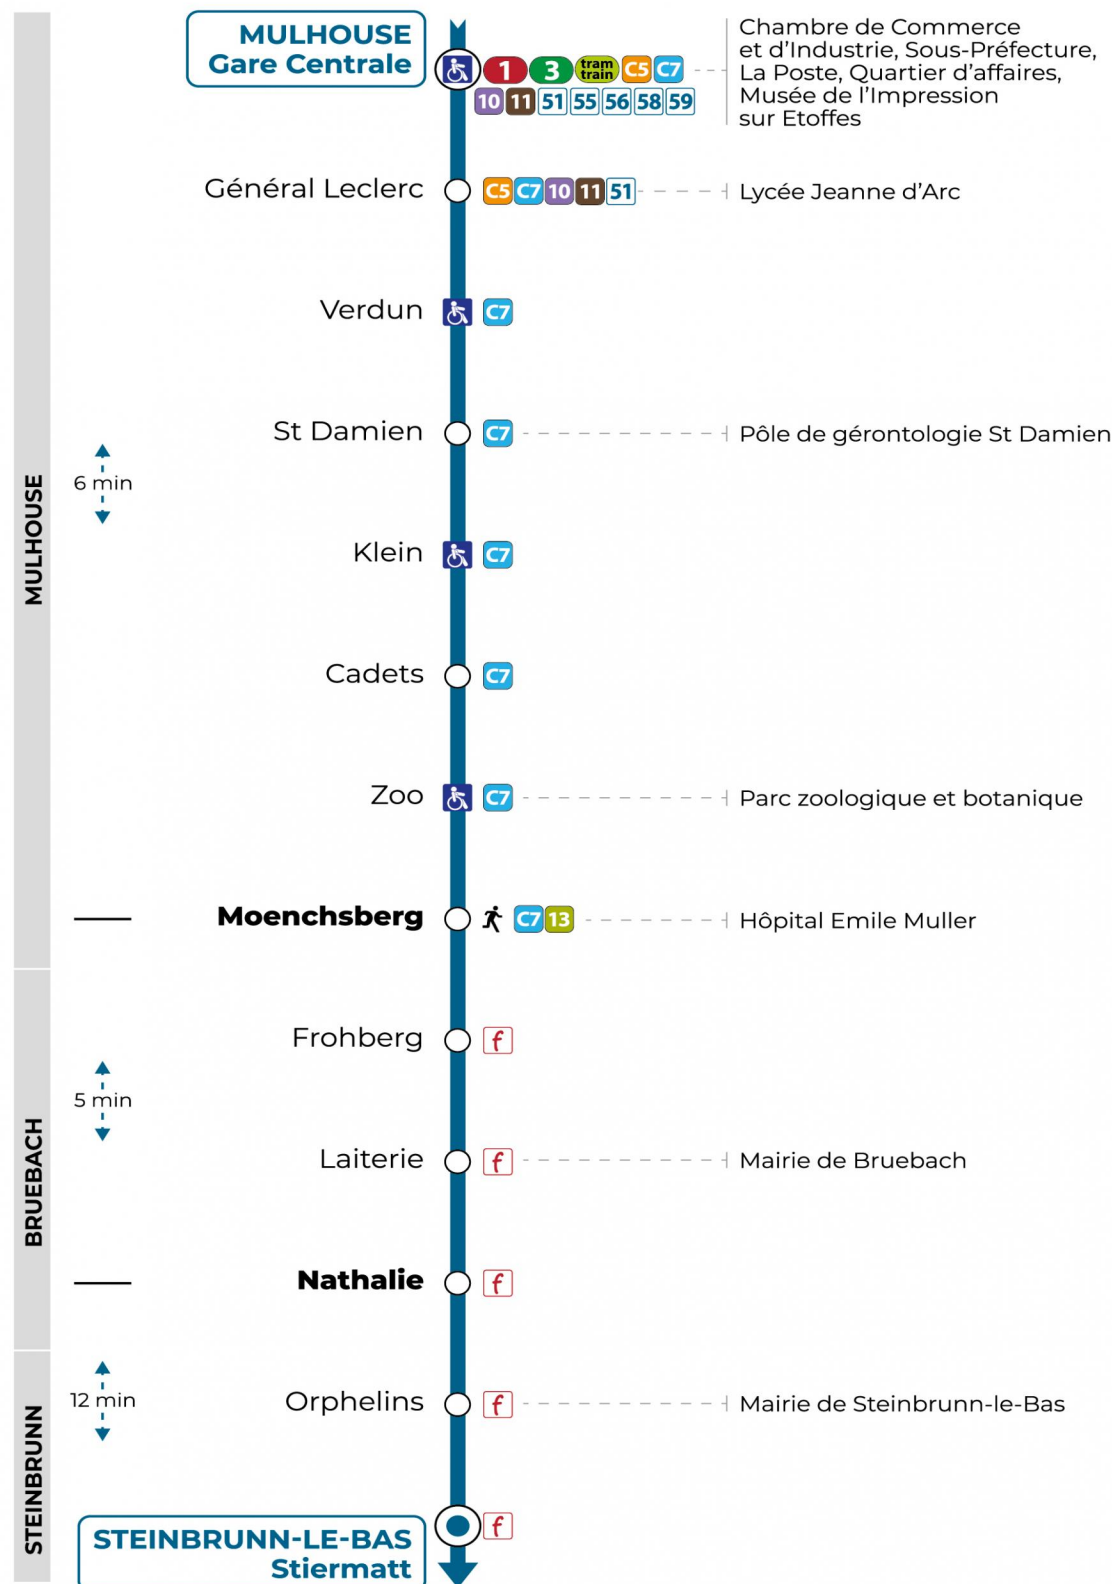 MULHOUSE
Gare Centrale
1 3 tram train C5 C7
10 11 51 55 56 58 59
Chambre de Commerce
et d'Industrie, Sous-Préfecture,
La Poste, Quartier d'affaires,
Musée de l'Impression
sur Etoffes
Général Leclerc C5 C7 10 11 51 Lycée Jeanne d'Arc
Verdun C7
St Damien C7 Pôle de gérontologie St Damien
6 min
MULHOUSE
Klein C7
Cadets C7
Zoo C7 Parc zoologique et botanique
Moenchsberg C7 13 Hôpital Emile Muller
Frohberg f
5 min
BRUEBACH
Laiterie f Mairie de Bruebach
Nathalie f
12 min
Orphelins f Mairie de Steinbrunn-le-Bas
STEINBRUNN
f
STEINBRUNN-LE-BAS
Stiermatt